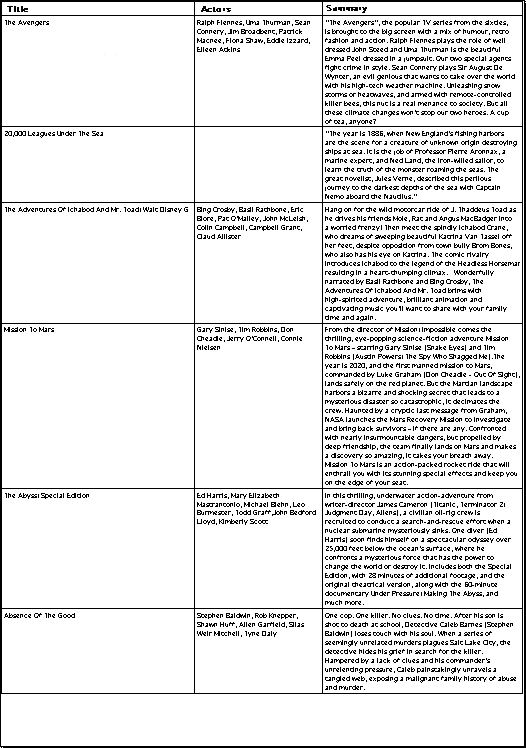 Title Actors Summary
The Avengers
Ralph Fiennes, Uma Thurman, Sean
Connery, Jim Broadbent, Patrick
Macnee, Fiona Shaw, Eddie Izzard,
Eileen Atkins
"The Avengers", the popular TV series from the sixties,
is brought to the big screen with a mix of humour, retro
fashion and action. Ralph Fiennes plays the role of well
dressed John Steed and Uma Thurman is the beautiful
Emma Peel dressed in a jumpsuit. Our two special agents
fight crime in style. Sean Connery plays Sir August De
Wynter, an evil genious that wants to take over the world
with his high-tech weather machine. Unleashing snow
storms or heatwaves, and armed with remote-controlled
killer bees, this nut is a real menance to society. But all
these climate changes won't stop our two heroes. A cup
of tea, anyone?
20,000 Leagues Under The Sea
"The year is 1886, when New England's fishing harbors
are the scene for a creature of unknown origin destroying
ships at sea. It is the job of Professor Pierre Aronnax, a
marine expert, and Ned Land, the iron-willed sailor, to
learn the truth of the monster roaming the seas. The
great novelist, Jules Verne, described this perilous
journey to the darkest depths of the sea with Captain
Nemo aboard the Nautilus."
The Adventures Of Ichabod And Mr. Toad: Walt Disney G
Bing Crosby, Basil Rathbone, Eric
Blore, Pat O'Malley, John McLeish,
Colin Campbell, Campbell Grant,
Claud Allister
Hang on for the wild motorcar ride of J. Thaddeus Toad as
he drives his friends Mole, Rat and Angus MacBadger into
a worried frenzy! Then meet the spindly Ichabod Crane,
who dreams of sweeping beautiful Katrina Van Tassel off
her feet, despite opposition from town bully Brom Bones,
who also has his eye on Katrina. The comic rivalry
introduces Ichabod to the legend of the Headless Horseman
resulting in a heart-thumping climax. Wonderfully
narrated by Basil Rathbone and Bing Crosby, The
Adventures Of Ichabod And Mr. Toad brims with
high-spirited adventure, brilliant animation and
captivating music you'll want to share with your family
time and again.
Mission To Mars
Gary Sinise, Tim Robbins, Don
Cheadle, Jerry O'Connell, Connie
Nielsen
From the director of Mission: Impossible comes the
thrilling, eye-popping science-fiction adventure Mission
To Mars - starring Gary Sinise (Snake Eyes) and Tim
Robbins (Austin Powers: The Spy Who Shagged Me). The
year is 2020, and the first manned mission to Mars,
commanded by Luke Graham (Don Cheadle - Out Of Sight),
lands safely on the red planet. But the Martian landscape
harbors a bizarre and shocking secret that leads to a
mysterious disaster so catastrophic, it decimates the
crew. Haunted by a cryptic last message from Graham,
NASA launches the Mars Recovery Mission to investigate
and bring back survivors - if there are any. Confronted
with nearly insurmountable dangers, but propelled by
deep friendship, the team finally lands on Mars and makes
a discovery so amazing, it takes your breath away.
Mission To Mars is an action-packed rocket ride that will
enthrall you with its stunning special effects and keep you
on the edge of your seat.
The Abyss: Special Edition
Ed Harris, Mary Elizabeth
Mastrantonio, Michael Biehn, Leo
Burmester, Todd Graff, John Bedford
Lloyd, Kimberly Scott
In this thrilling, underwater action-adventure from
writer-director James Cameron (Titanic, Terminator 2:
Judgment Day, Aliens), a civilian oil-rig crew is
recruited to conduct a search-and-rescue effort when a
nuclear submarine mysteriously sinks. One diver (Ed
Harris) soon finds himself on a spectacular odyssey over
25,000 feet below the ocean's surface, where he
confronts a mysterious force that has the power to
change the world or destroy it. Includes both the Special
Edition, with 28 minutes of additional footage, and the
original theatrical version, along with the 60-minute
documentary Under Pressure: Making The Abyss, and
much more.
Absence Of The Good
Stephen Baldwin, Rob Knepper,
Shawn Huff, Allen Garfield, Silas
Weir Mitchell, Tyne Daly
One cop. One killer. No clues. No time. After his son is
shot to death at school, Detective Caleb Barnes (Stephen
Baldwin) loses touch with his soul. When a series of
seemingly unrelated murders plagues Salt Lake City, the
detective hides his grief in search for the killer.
Hampered by a lack of clues and his commander's
unrelenting pressure, Caleb painstakingly unravels a
tangled web, exposing a malignant family history of abuse
and murder.